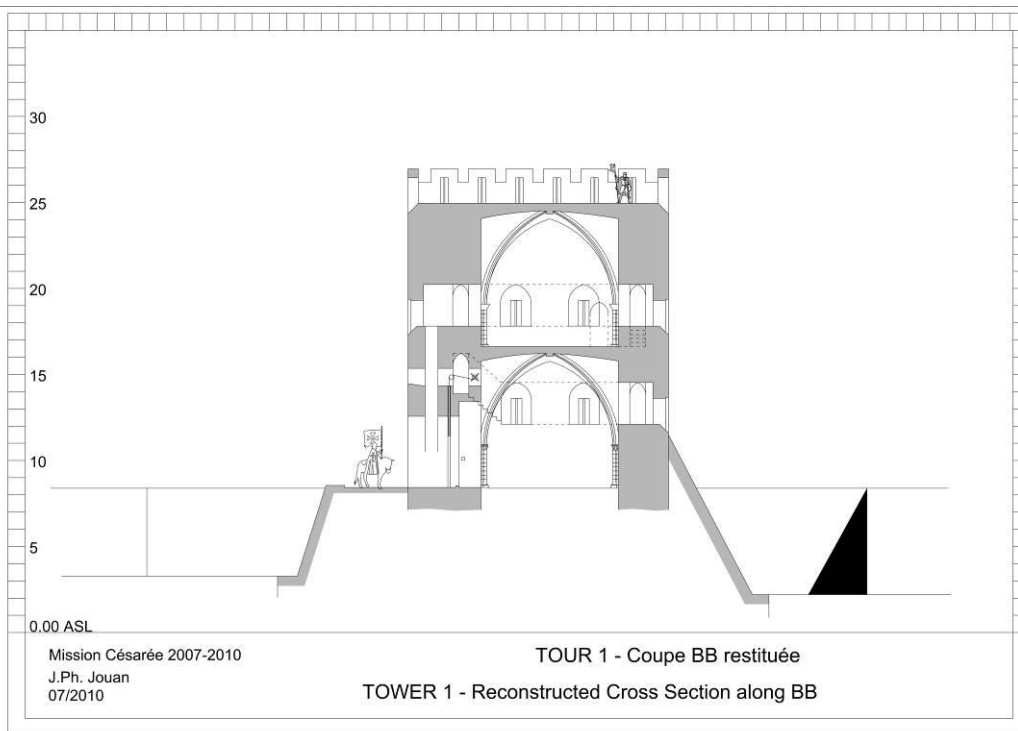 30
25
20
15
10
5
0.00 ASL
Mission Césarée 2007-2010
J.Ph. Jouan
07/2010
TOUR 1 - Coupe BB restituée
TOWER 1 - Reconstructed Cross Section along BB